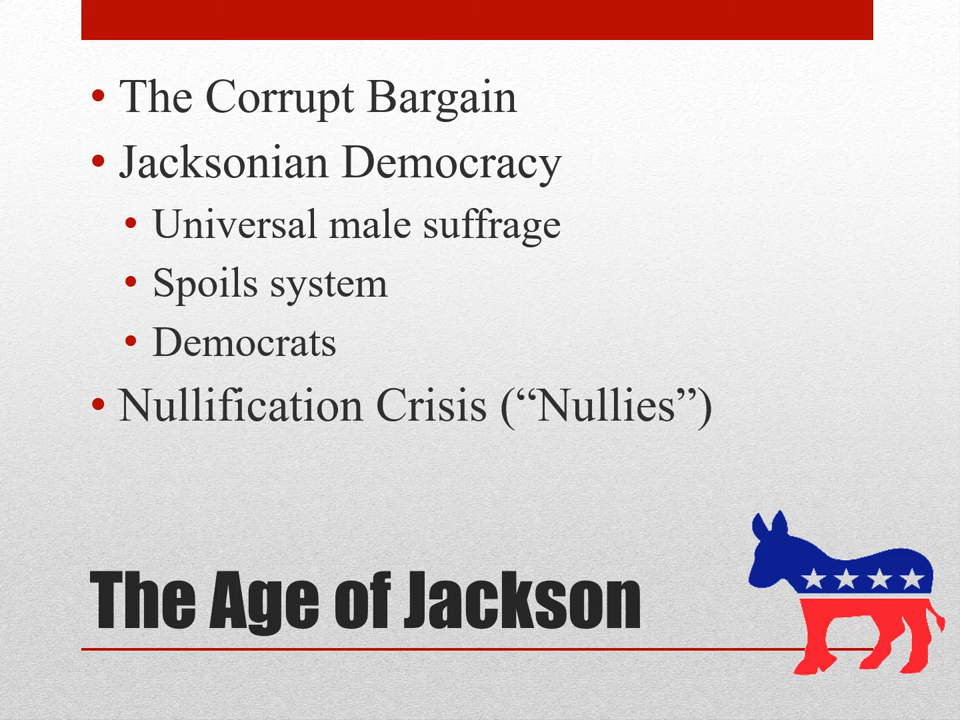 • The Corrupt Bargain
• Jacksonian Democracy
• Universal male suffrage
• Spoils system
• Democrats
• Nullification Crisis (“Nullies”)
The Age of Jackson